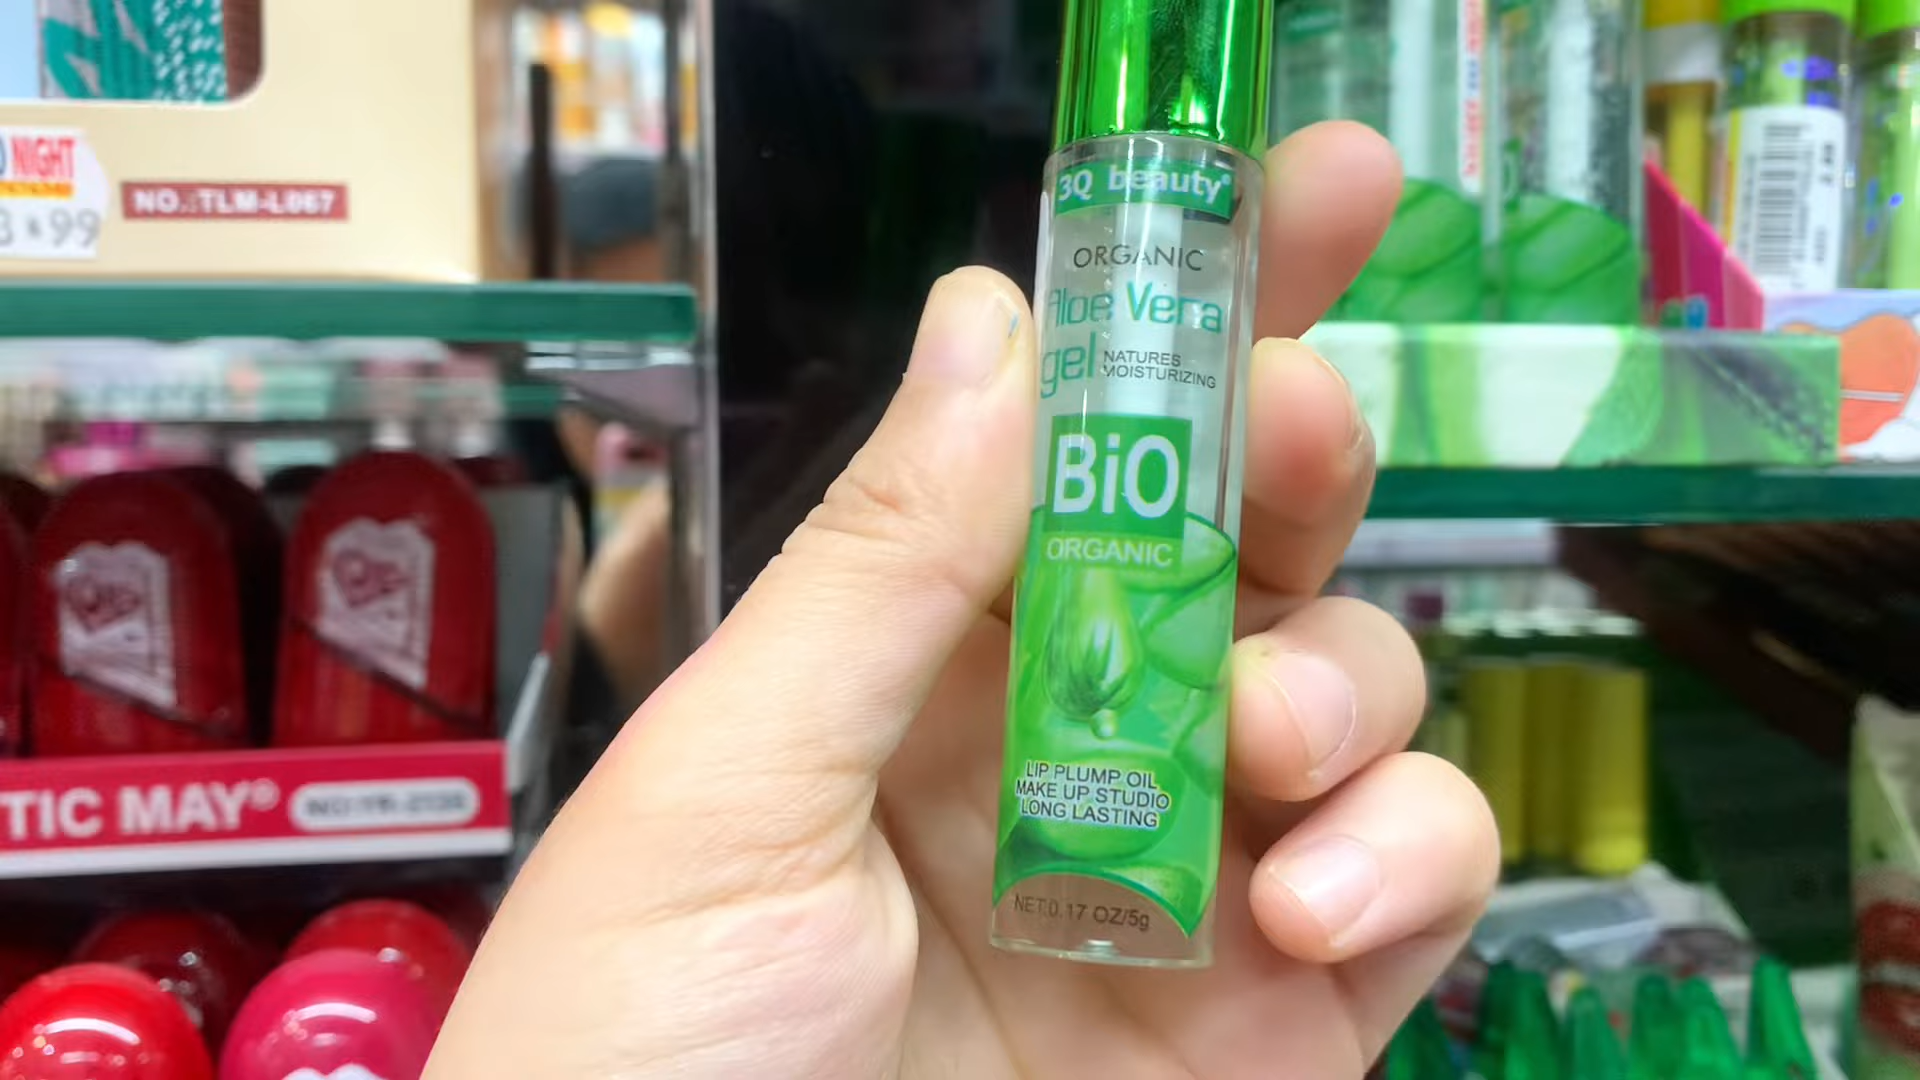 NIGHT
NO.:TLM-L067
TIC MAY®
3Q beauty®
ORGANIC
Aloe Vera
gel NATURES
MOISTURIZING
BiO
ORGANIC
LIP PLUMP OIL
MAKE UP STUDIO
LONG LASTING
NET:0.17 OZ/5g